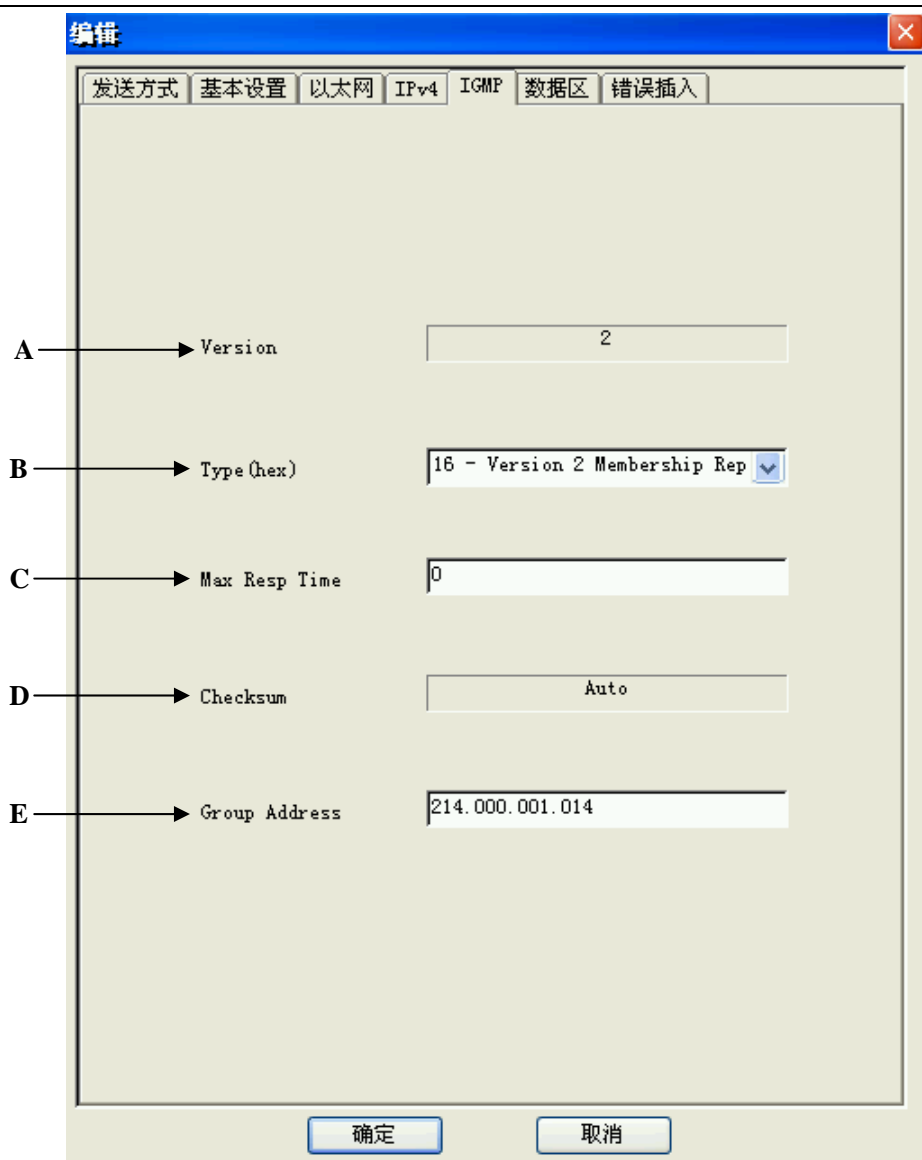 编辑
发送方式 基本设置 以太网 IPv4 IGMP 数据区 错误插入
A Version 2
B Type(hex) 16 - Version 2 Membership Rep
C Max Resp Time 0
D Checksum Auto
E Group Address 214.000.001.014
确定 取消